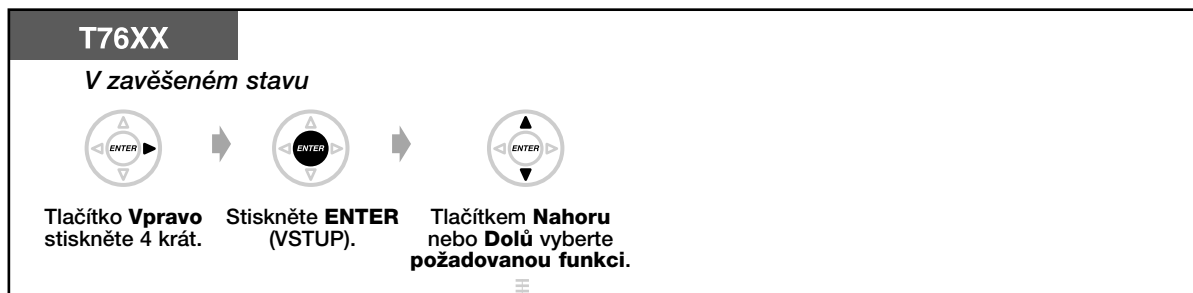 T76XX
V zavěšeném stavu
ENTER
ENTER
ENTER
Tlačítko Vpravo
stiskněte 4 krát.
Stiskněte ENTER
(VSTUP).
Tlačítkem Nahoru
nebo Dolů vyberte
požadovanou funkci.